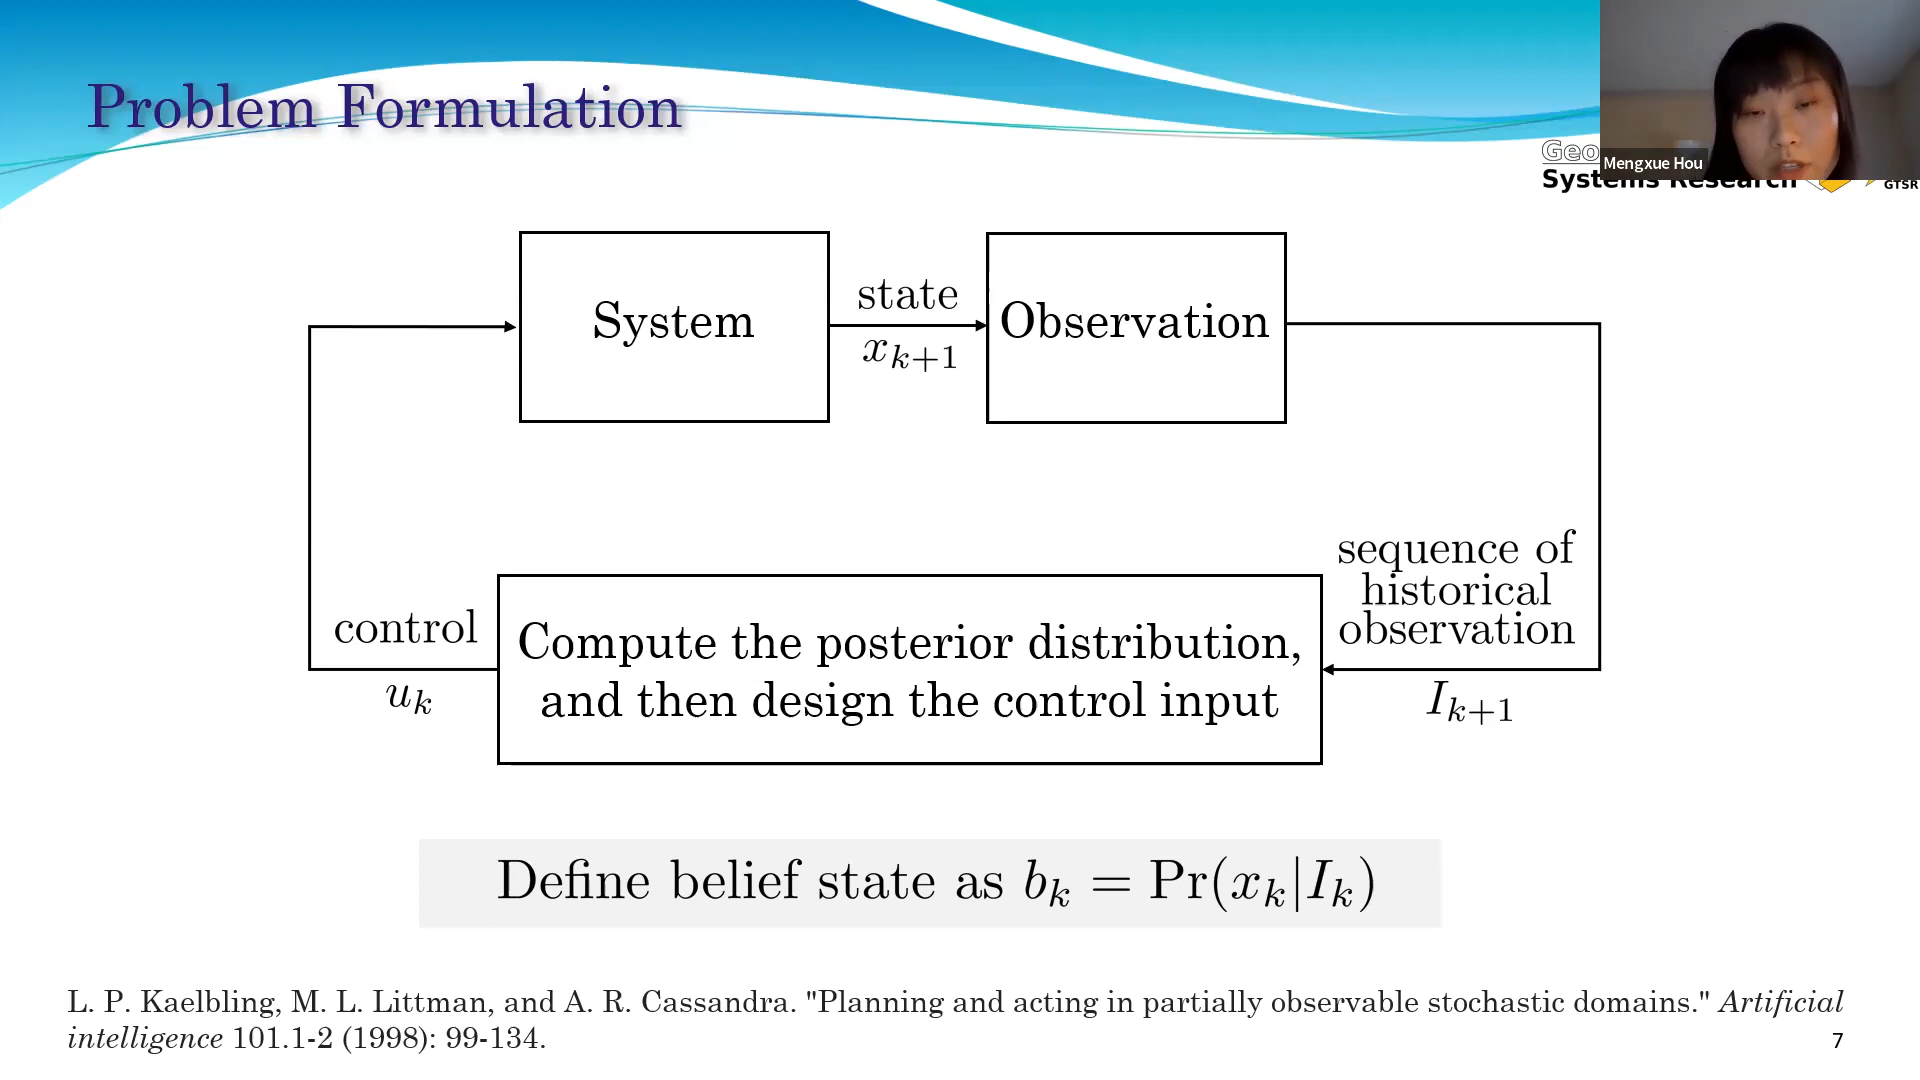 Problem Formulation
Geo
Mengxue Hou
Systems Research
GTSR
System
state
x_{k+1}
Observation
sequence of
historical
observation
I_{k+1}
control
u_k
Compute the posterior distribution,
and then design the control input
Define belief state as b_k = Pr(x_k|I_k)
L. P. Kaelbling, M. L. Littman, and A. R. Cassandra. "Planning and acting in partially observable stochastic domains." Artificial
intelligence 101.1-2 (1998): 99-134.
7